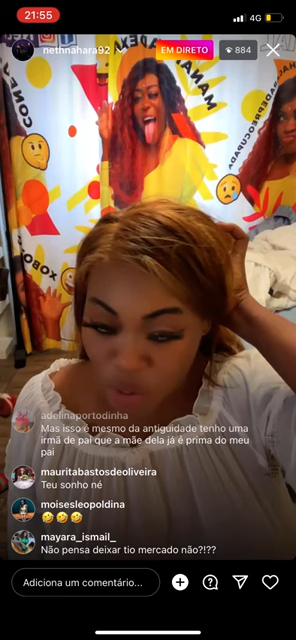 21:55
4G
nethnahara92
EM DIRETO
884
adelinaportodinha
Mas isso é mesmo da antiguidade tenho uma
irmã de pai que a mãe dela já é prima do meu
pai
mauritabastosdeoliveira
Teu sonho né
moisesleopoldina
🤣🤣🤣
mayara_ismail_
Não pensa deixar tio mercado não?!??
Adiciona um comentário...